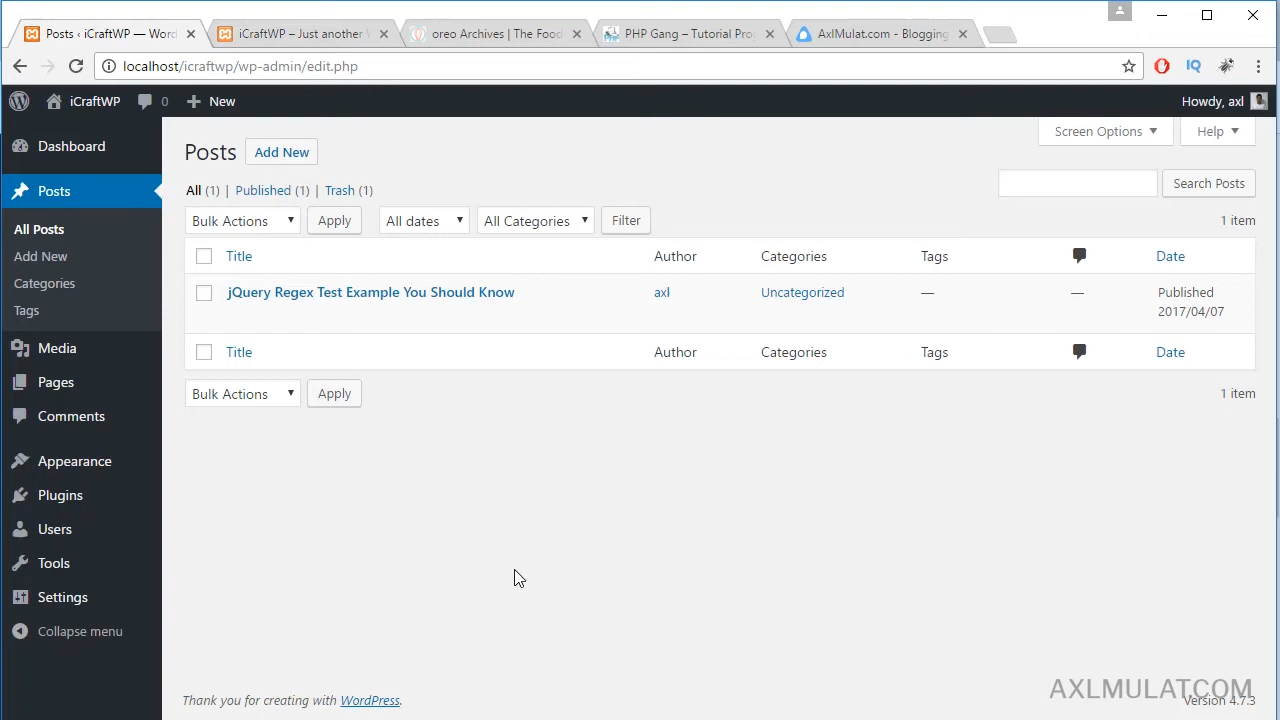 Posts ‹ iCraftWP — Word
iCraftWP – Just another
oreo Archives | The Food
PHP Gang – Tutorial Pro
AxlMulat.com - Blogging
localhost/icraftwp/wp-admin/edit.php
iCraftWP
0
New
Howdy, axl
Dashboard
Posts
All Posts
Add New
Categories
Tags
Media
Pages
Comments
Appearance
Plugins
Users
Tools
Settings
Collapse menu
Screen Options
Help
Posts
Add New
All (1) | Published (1) | Trash (1)
Search Posts
Bulk Actions
Apply
All dates
All Categories
Filter
1 item
Title Author Categories Tags Date
jQuery Regex Test Example You Should Know axl Uncategorized — — Published
2017/04/07
Title Author Categories Tags Date
Bulk Actions
Apply
1 item
Thank you for creating with WordPress.
AXLMULAT.COM
Version 4.7.3